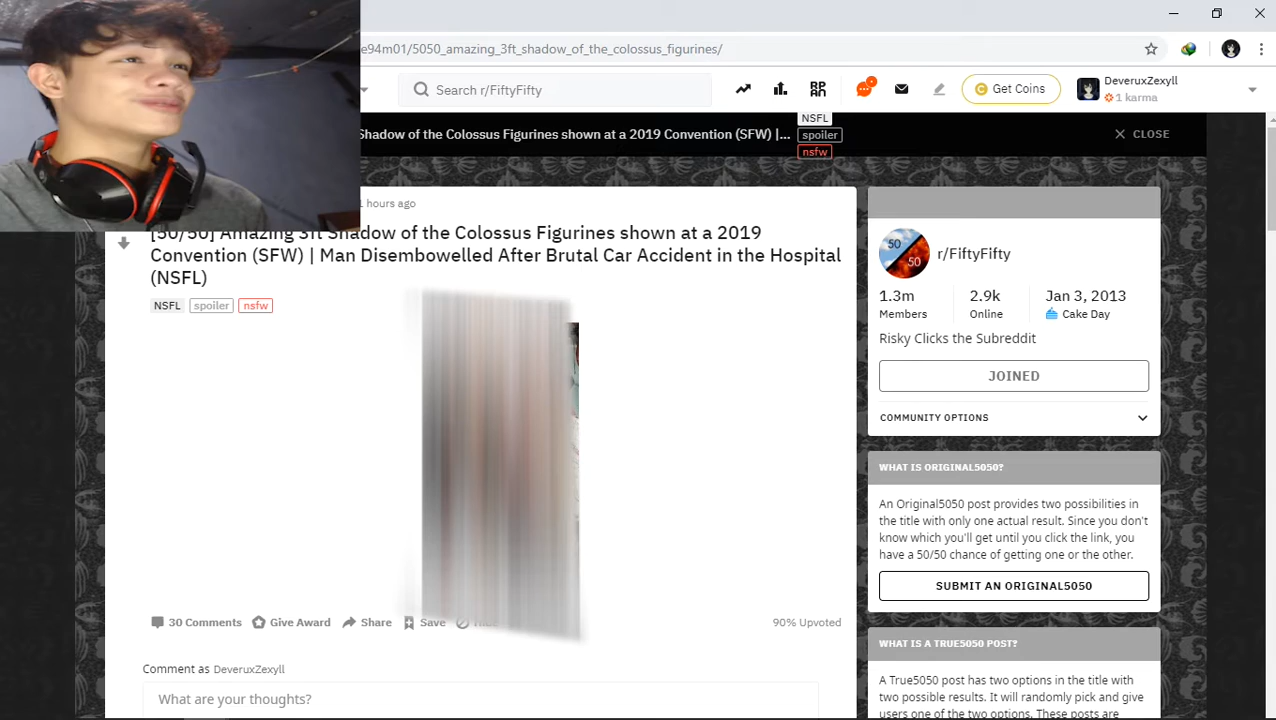 e94m01/5050_amazing_3ft_shadow_of_the_colossus_figurines/
Search r/FiftyFifty
Get Coins
DeveruxZexyll
1 karma
Shadow of the Colossus Figurines shown at a 2019 Convention (SFW) |...
NSFL
spoiler
nsfw
CLOSE
1 hours ago
[50/50] Amazing 3ft Shadow of the Colossus Figurines shown at a 2019
Convention (SFW) | Man Disembowelled After Brutal Car Accident in the Hospital
(NSFL)
NSFL spoiler nsfw
30 Comments Give Award Share Save
90% Upvoted
Comment as DeveruxZexyll
What are your thoughts?
50
50
r/FiftyFifty
1.3m 2.9k Jan 3, 2013
Members Online Cake Day
Risky Clicks the Subreddit
JOINED
COMMUNITY OPTIONS
WHAT IS ORIGINAL5050?
An Original5050 post provides two possibilities in
the title with only one actual result. Since you don't
know which you'll get until you click the link, you
have a 50/50 chance of getting one or the other.
SUBMIT AN ORIGINAL5050
WHAT IS A TRUE5050 POST?
A True5050 post has two options in the title with
two possible results. It will randomly pick and give
users one of the two options. These posts are